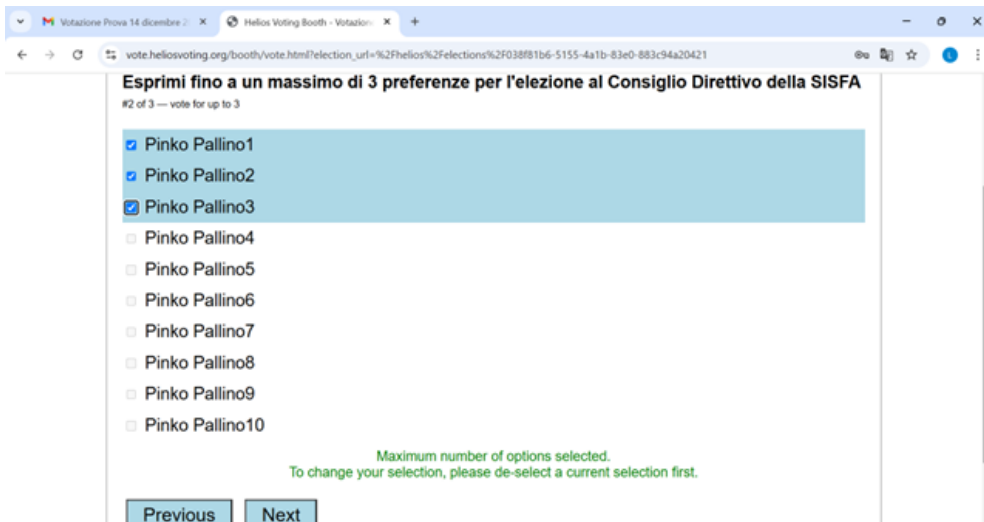 Votazione Prova 14 dicembre 2
Helios Voting Booth - Votazion
vote.heliosvoting.org/booth/vote.html?election_url=%2Fhelios%2Felections%2F038f81b6-5155-4a1b-83e0-883c94a20421
L
Esprimi fino a un massimo di 3 preferenze per l'elezione al Consiglio Direttivo della SISFA
#2 of 3 — vote for up to 3
Pinko Pallino1
Pinko Pallino2
Pinko Pallino3
Pinko Pallino4
Pinko Pallino5
Pinko Pallino6
Pinko Pallino7
Pinko Pallino8
Pinko Pallino9
Pinko Pallino10
Maximum number of options selected.
To change your selection, please de-select a current selection first.
Previous Next